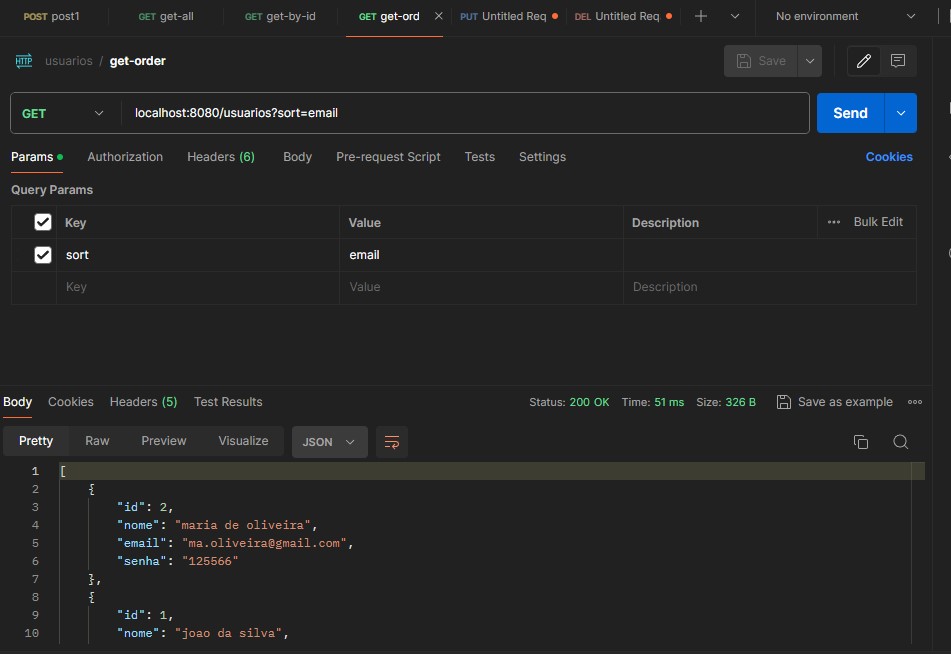 POST post1 GET get-all GET get-by-id GET get-ord PUT Untitled Req DEL Untitled Req No environment
HTTP usuarios / get-order Save
GET localhost:8080/usuarios?sort=email Send
Params Authorization Headers (6) Body Pre-request Script Tests Settings Cookies
Query Params
Key Value Description Bulk Edit
sort email
Key Value Description
Body Cookies Headers (5) Test Results Status: 200 OK Time: 51 ms Size: 326 B Save as example
Pretty Raw Preview Visualize JSON
1 [
2 {
3 "id": 2,
4 "nome": "maria de oliveira",
5 "email": "ma.oliveira@gmail.com",
6 "senha": "125566"
7 },
8 {
9 "id": 1,
10 "nome": "joao da silva",